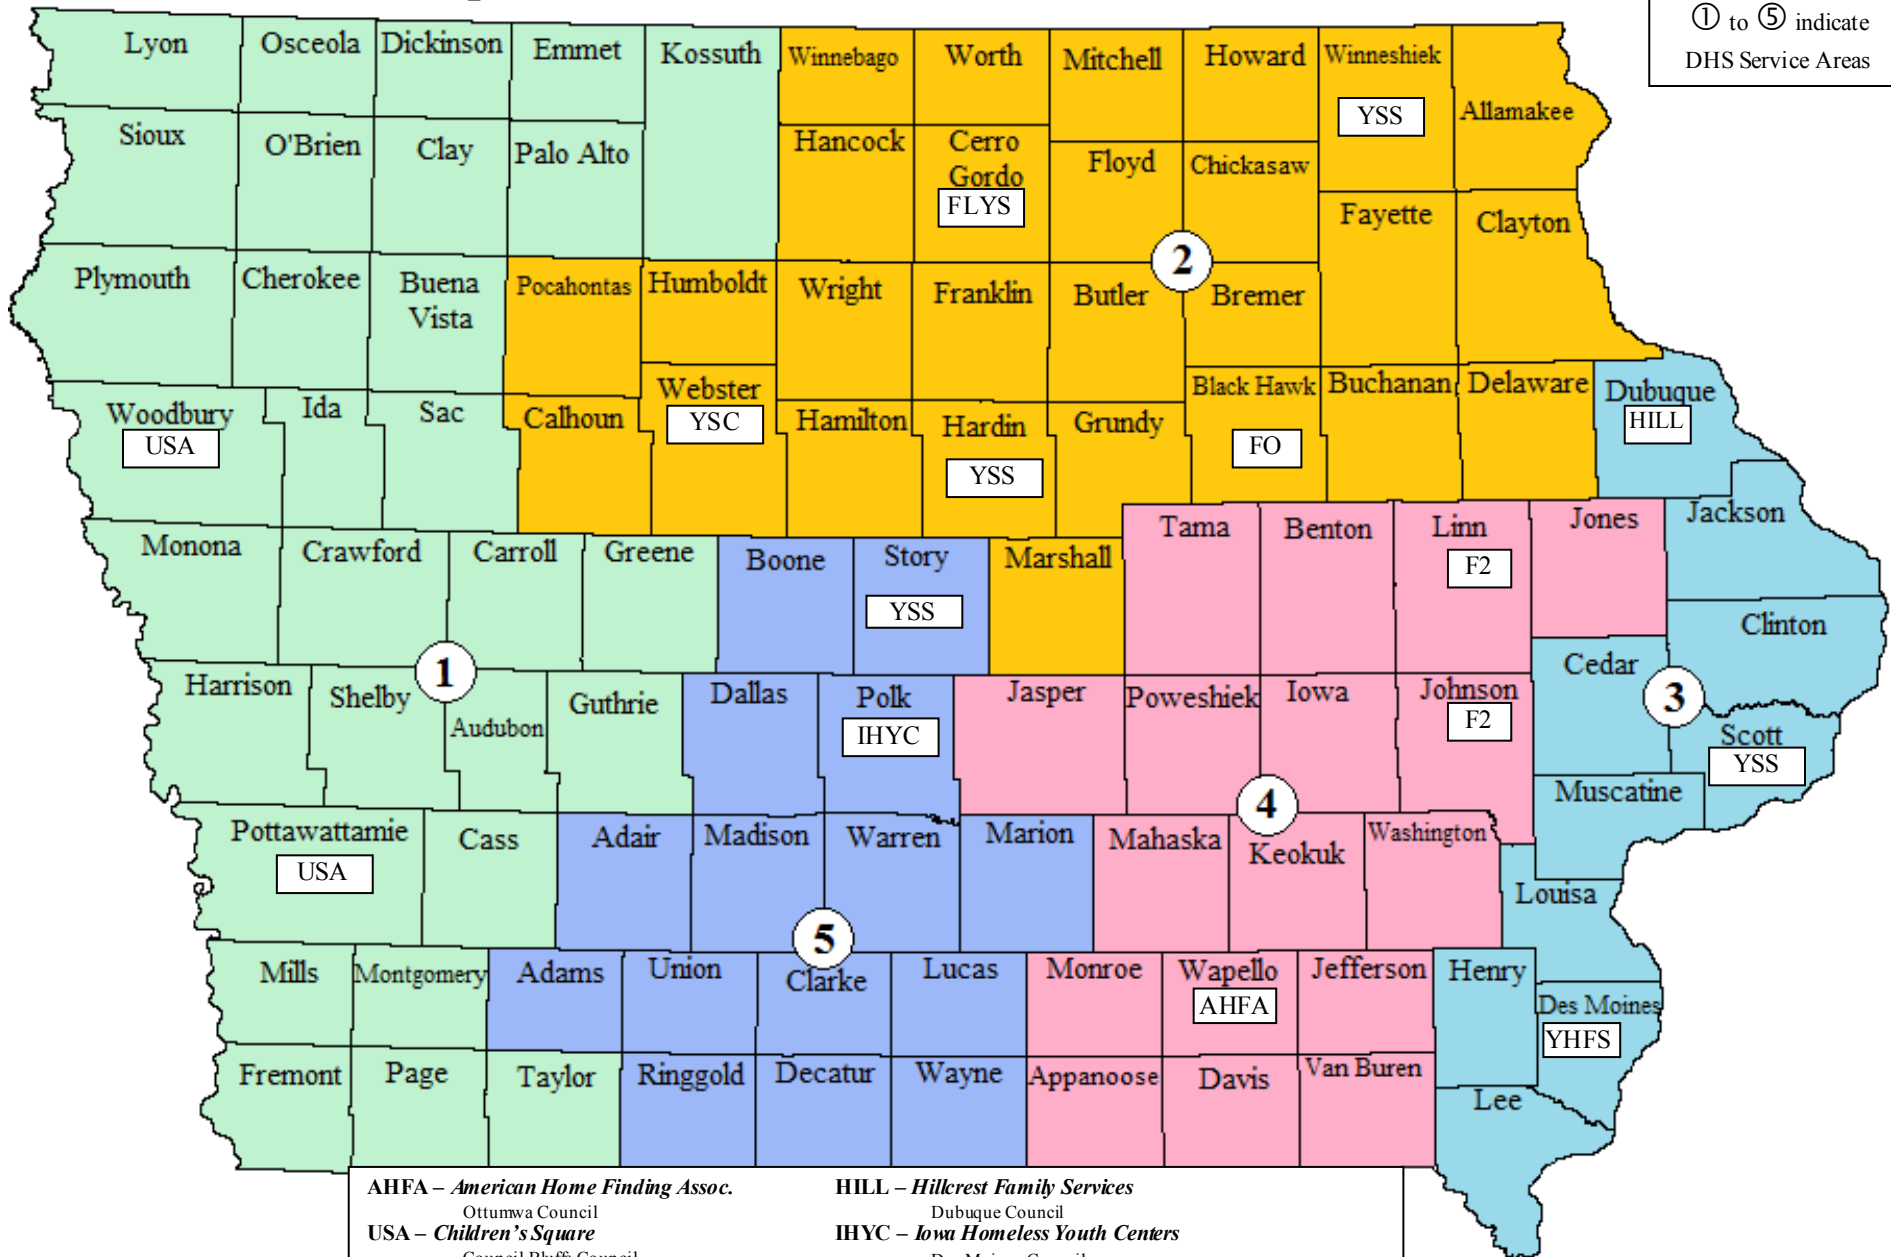 ① to ⑤ indicate
DHS Service Areas
Lyon
Osceola
Dickinson
Emmet
Kossuth
Winnebago
Worth
Mitchell
Howard
Winneshiek
YSS
Allamakee
Sioux
O'Brien
Clay
Palo Alto
Hancock
Cerro
Gordo
FLYS
Floyd
Chickasaw
Fayette
Clayton
2
Plymouth
Cherokee
Buena
Vista
Pocahontas
Humboldt
Wright
Franklin
Butler
Bremer
Woodbury
USA
Ida
Sac
Calhoun
Webster
YSC
Hamilton
Hardin
YSS
Grundy
Black Hawk
FO
Buchanan
Delaware
Dubuque
HILL
Monona
Crawford
Carroll
Greene
Boone
Story
YSS
Marshall
Tama
Benton
Linn
F2
Jones
Jackson
Clinton
1
Harrison
Shelby
Audubon
Guthrie
Dallas
Polk
IHYC
Jasper
Poweshiek
Iowa
Johnson
F2
Cedar
3
Scott
YSS
Muscatine
4
Pottawattamie
USA
Cass
Adair
Madison
Warren
Marion
Mahaska
Keokuk
Washington
Louisa
5
Mills
Montgomery
Adams
Union
Clarke
Lucas
Monroe
Wapello
AHFA
Jefferson
Henry
Des Moines
YHFS
Fremont
Page
Taylor
Ringgold
Decatur
Wayne
Appanoose
Davis
Van Buren
Lee
AHFA – American Home Finding Assoc.
Ottumwa Council
USA – Children's Square
Council Bluffs Council
HILL – Hillcrest Family Services
Dubuque Council
IHYC – Iowa Homeless Youth Centers
Des Moines Council